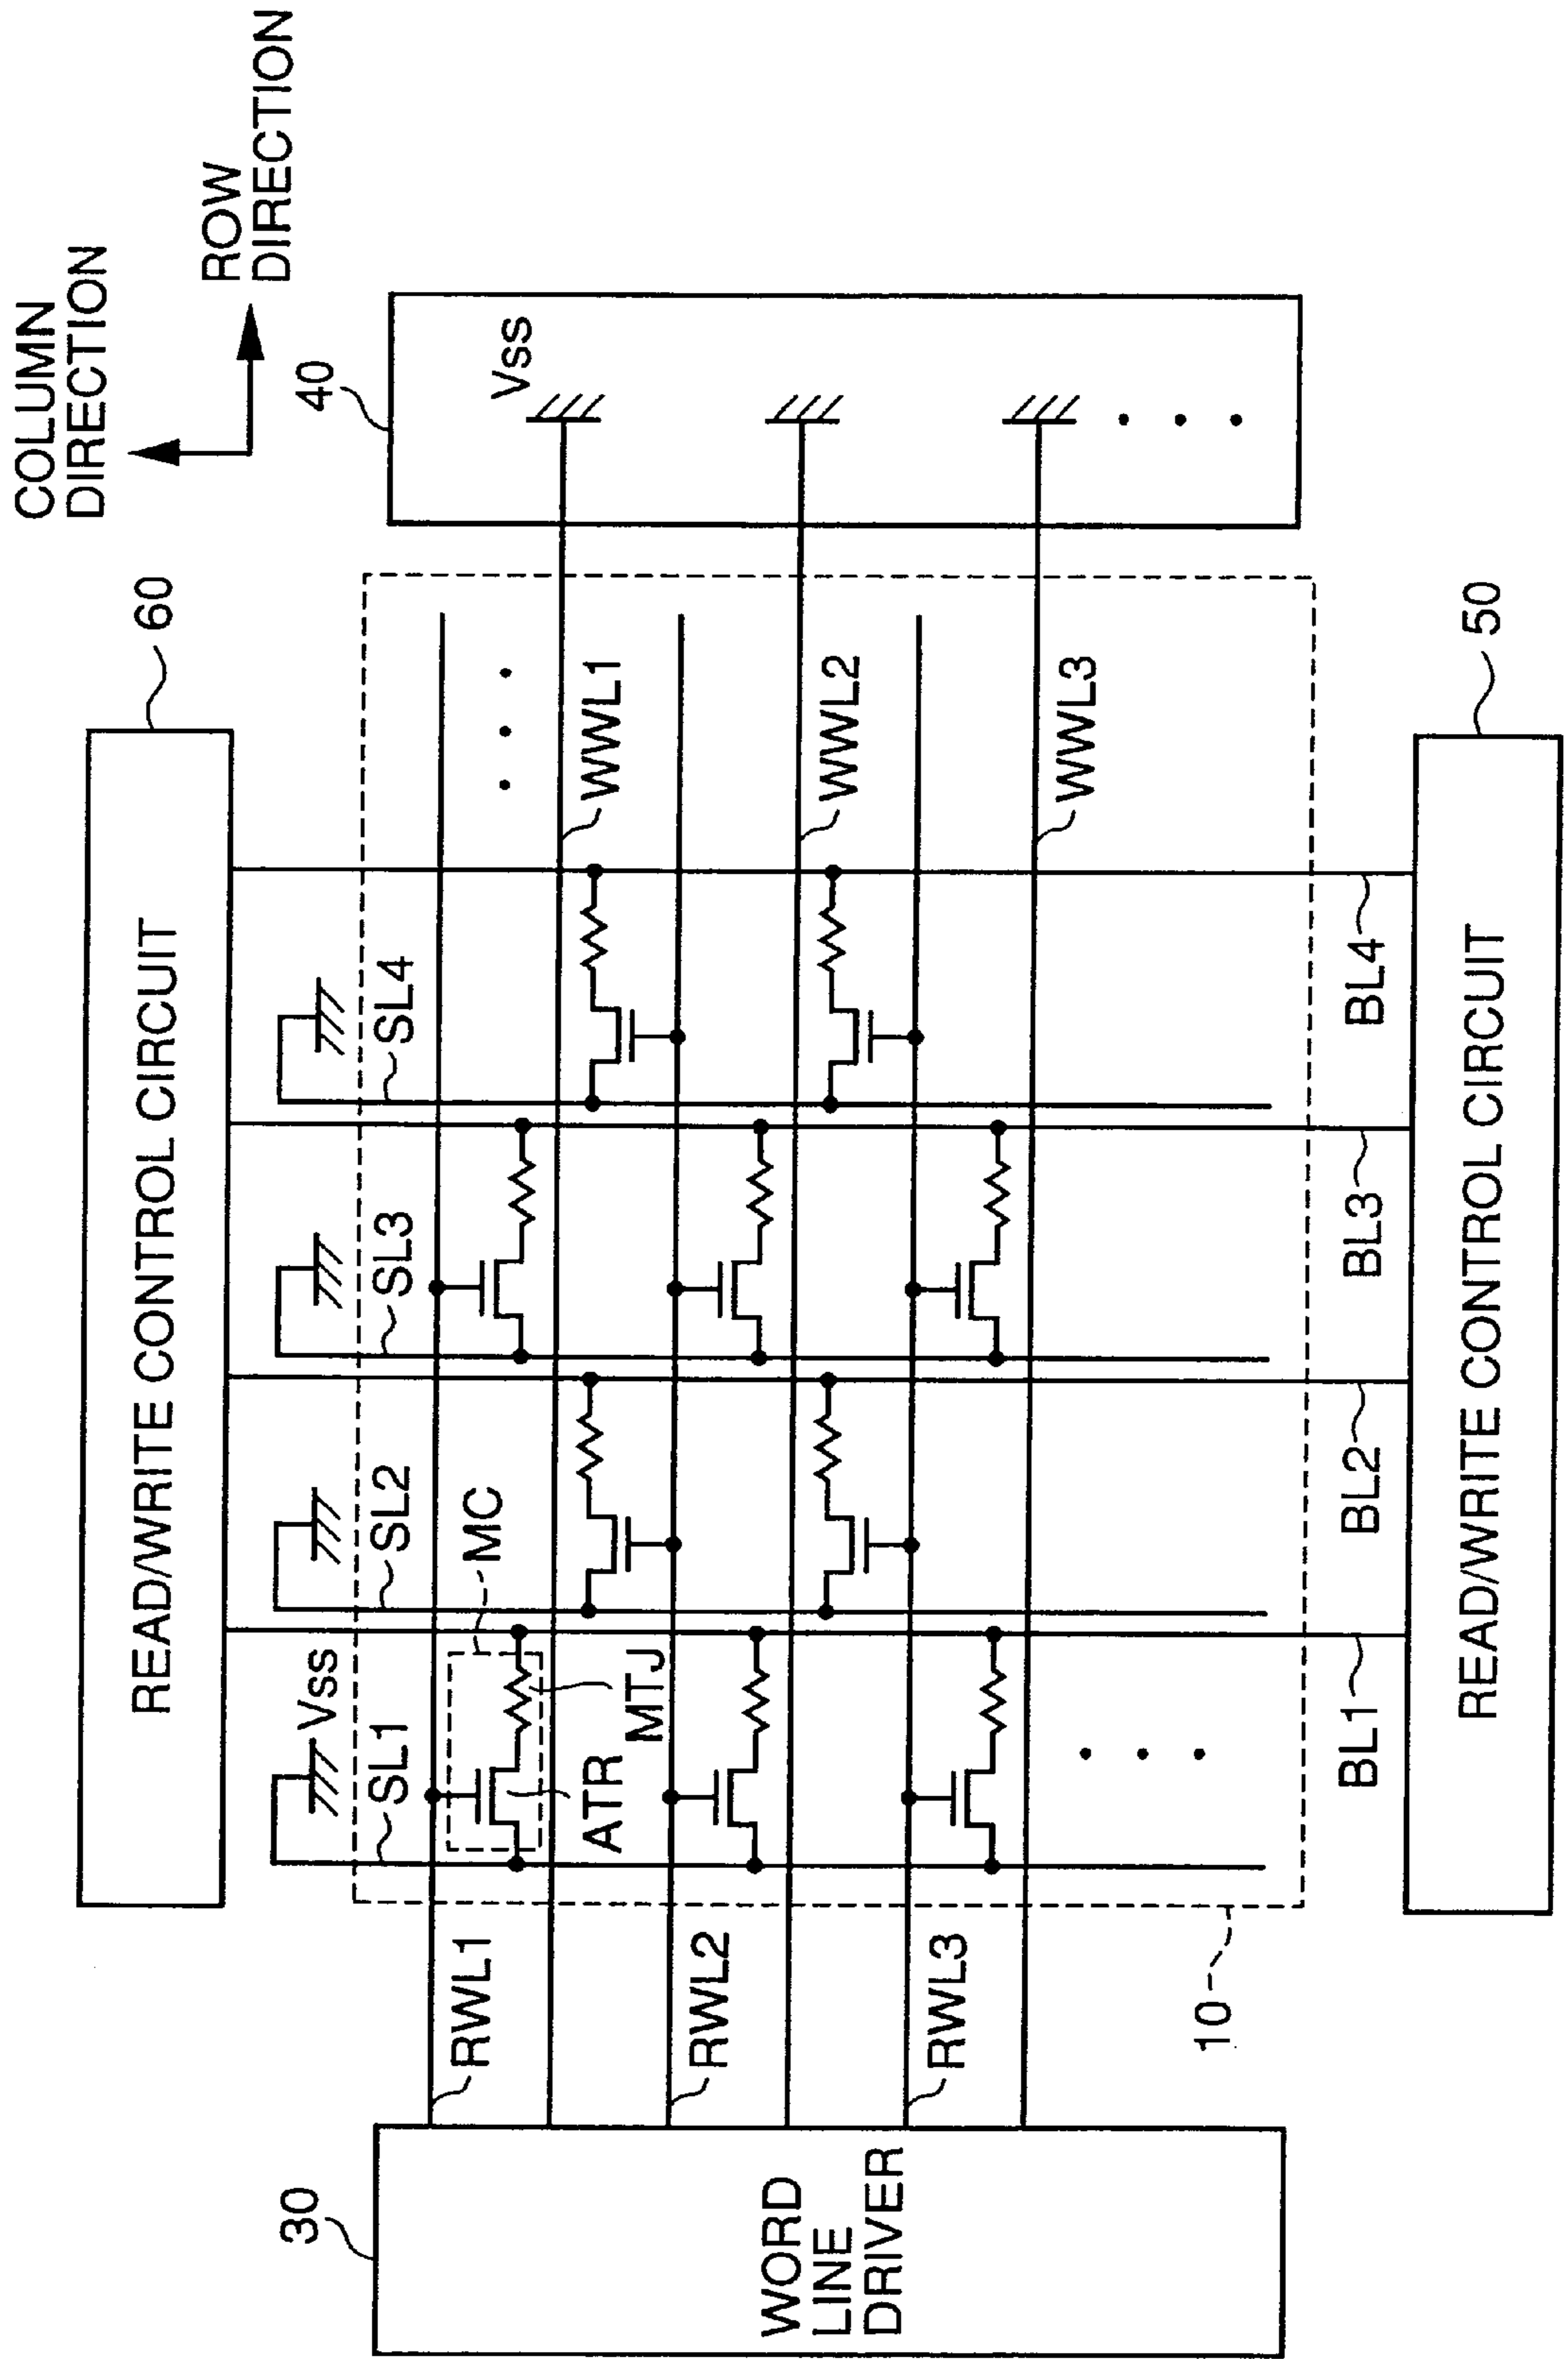 COLUMN
DIRECTION
ROW
DIRECTION
60
READ/WRITE CONTROL CIRCUIT
40
Vss
Vss
SL1
SL2
SL3
SL4
MC
ATR
MTJ
RWL1
RWL2
RWL3
WWL1
WWL2
WWL3
30
WORD
LINE
DRIVER
10
BL1
BL2
BL3
BL4
50
READ/WRITE CONTROL CIRCUIT